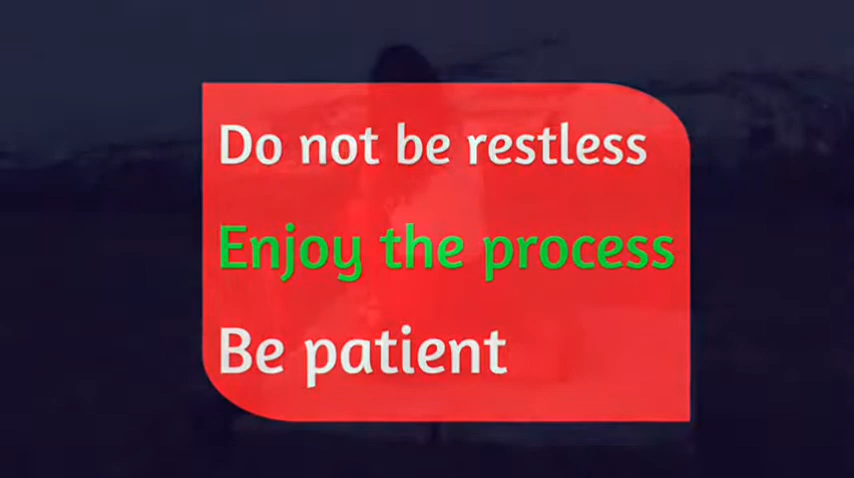 Do not be restless
Enjoy the process
Be patient